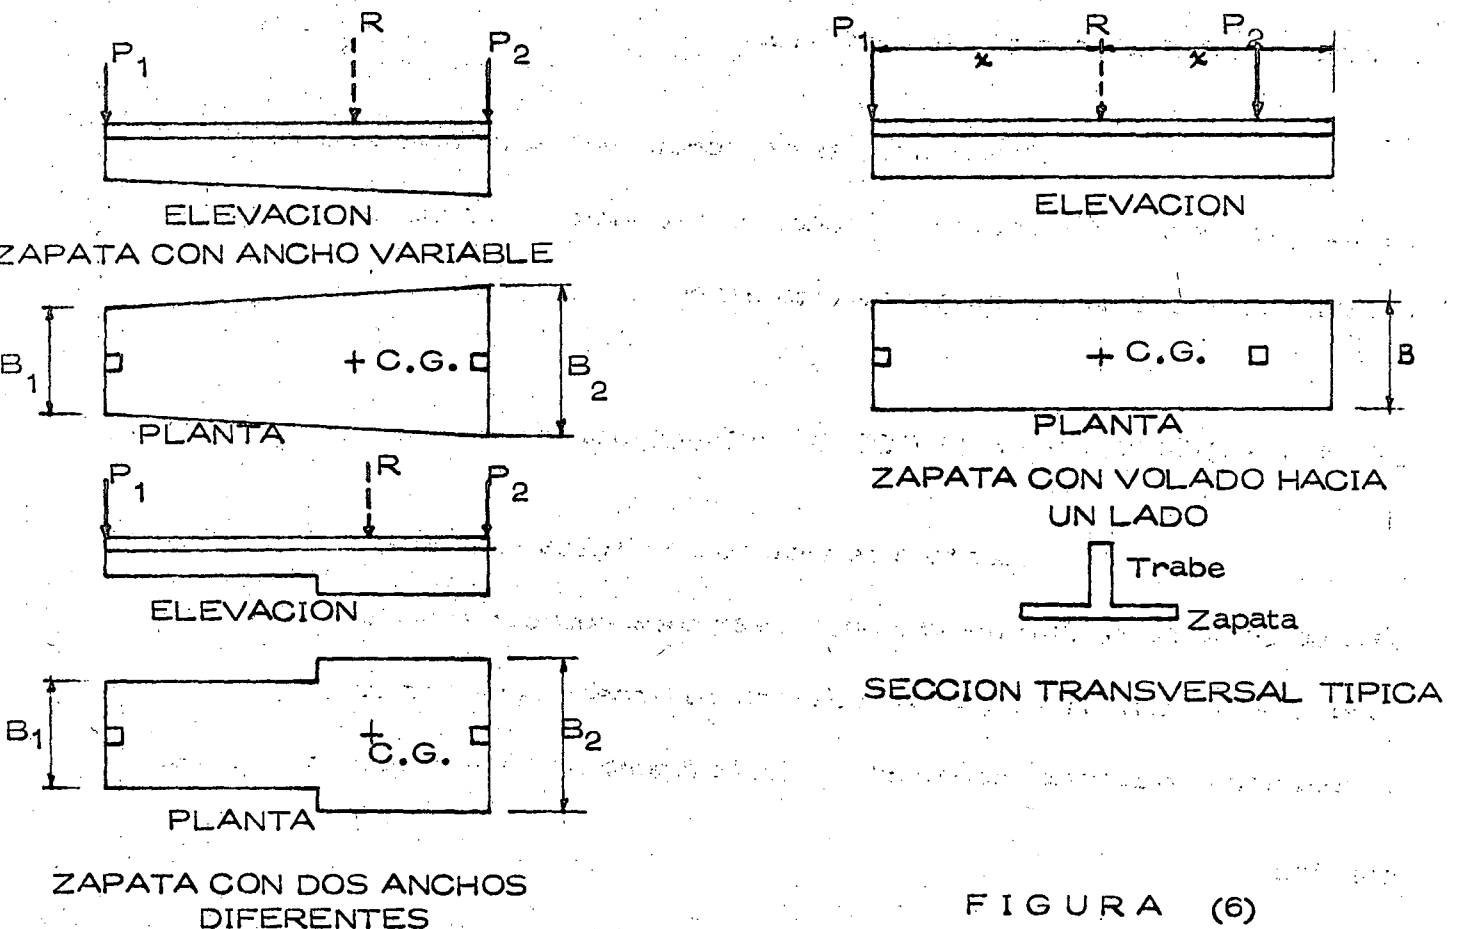 P1
R
P2
ELEVACION
ZAPATA CON ANCHO VARIABLE
B1
+ C.G.
B2
PLANTA
P1
R
P2
ELEVACION
B1
C.G.
B2
PLANTA
ZAPATA CON DOS ANCHOS
DIFERENTES
P1
R
P2
x
x
ELEVACION
+ C.G.
B
PLANTA
ZAPATA CON VOLADO HACIA
UN LADO
Trabe
Zapata
SECCION TRANSVERSAL TIPICA
FIGURA (6)